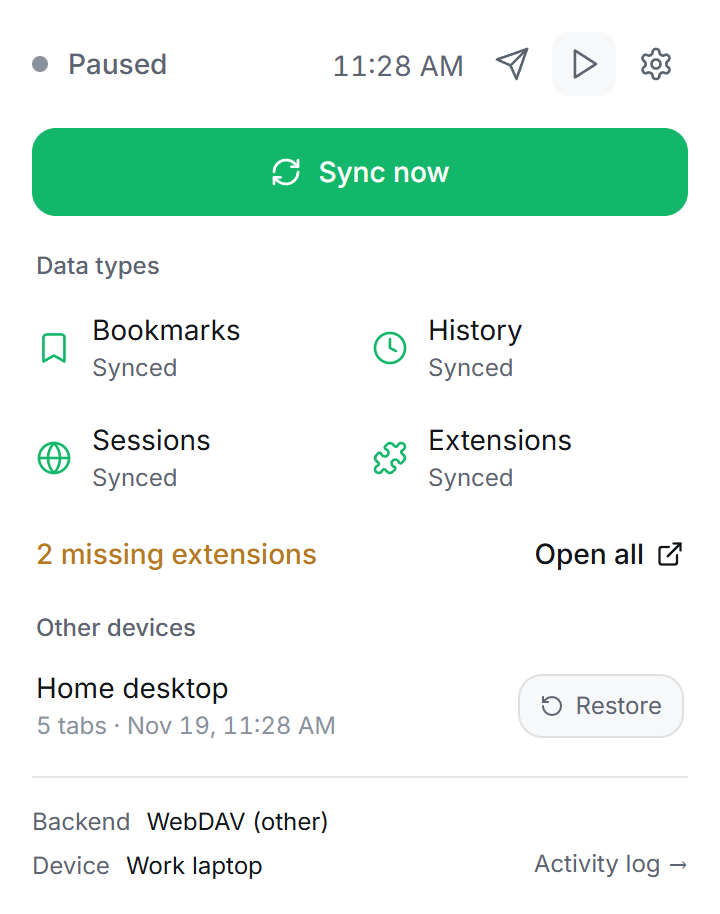 Paused 11:28 AM
Sync now
Data types
Bookmarks
Synced
History
Synced
Sessions
Synced
Extensions
Synced
2 missing extensions Open all
Other devices
Home desktop
5 tabs · Nov 19, 11:28 AM
Restore
Backend WebDAV (other)
Device Work laptop
Activity log →